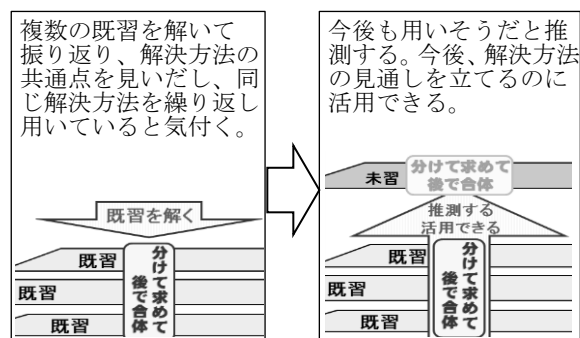 複数の既習を解いて
振り返り、解決方法の
共通点を見いだし、同
じ解決方法を繰り返し
用いていると気付く。
既習を解く
既習
既習
既習
分けて求めて
後で合体
今後も用いそうだと推
測する。今後、解決方法
の見通しを立てるのに
活用できる。
未習
分けて求めて
後で合体
推測する
活用できる
既習
既習
既習
分けて求めて
後で合体